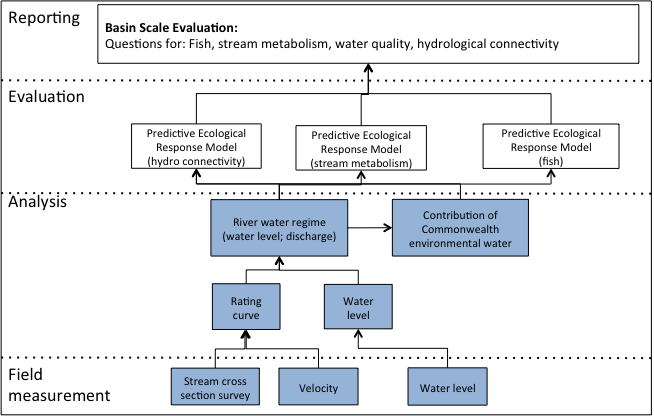 Reporting
Basin Scale Evaluation:
Questions for: Fish, stream metabolism, water quality, hydrological connectivity
Evaluation
Predictive Ecological
Response Model
(hydro connectivity)
Predictive Ecological
Response Model
(stream metabolism)
Predictive Ecological
Response Model
(fish)
Analysis
River water regime
(water level; discharge)
Contribution of
Commonwealth
environmental water
Rating
curve
Water
level
Field
measurement
Stream cross
section survey
Velocity
Water level